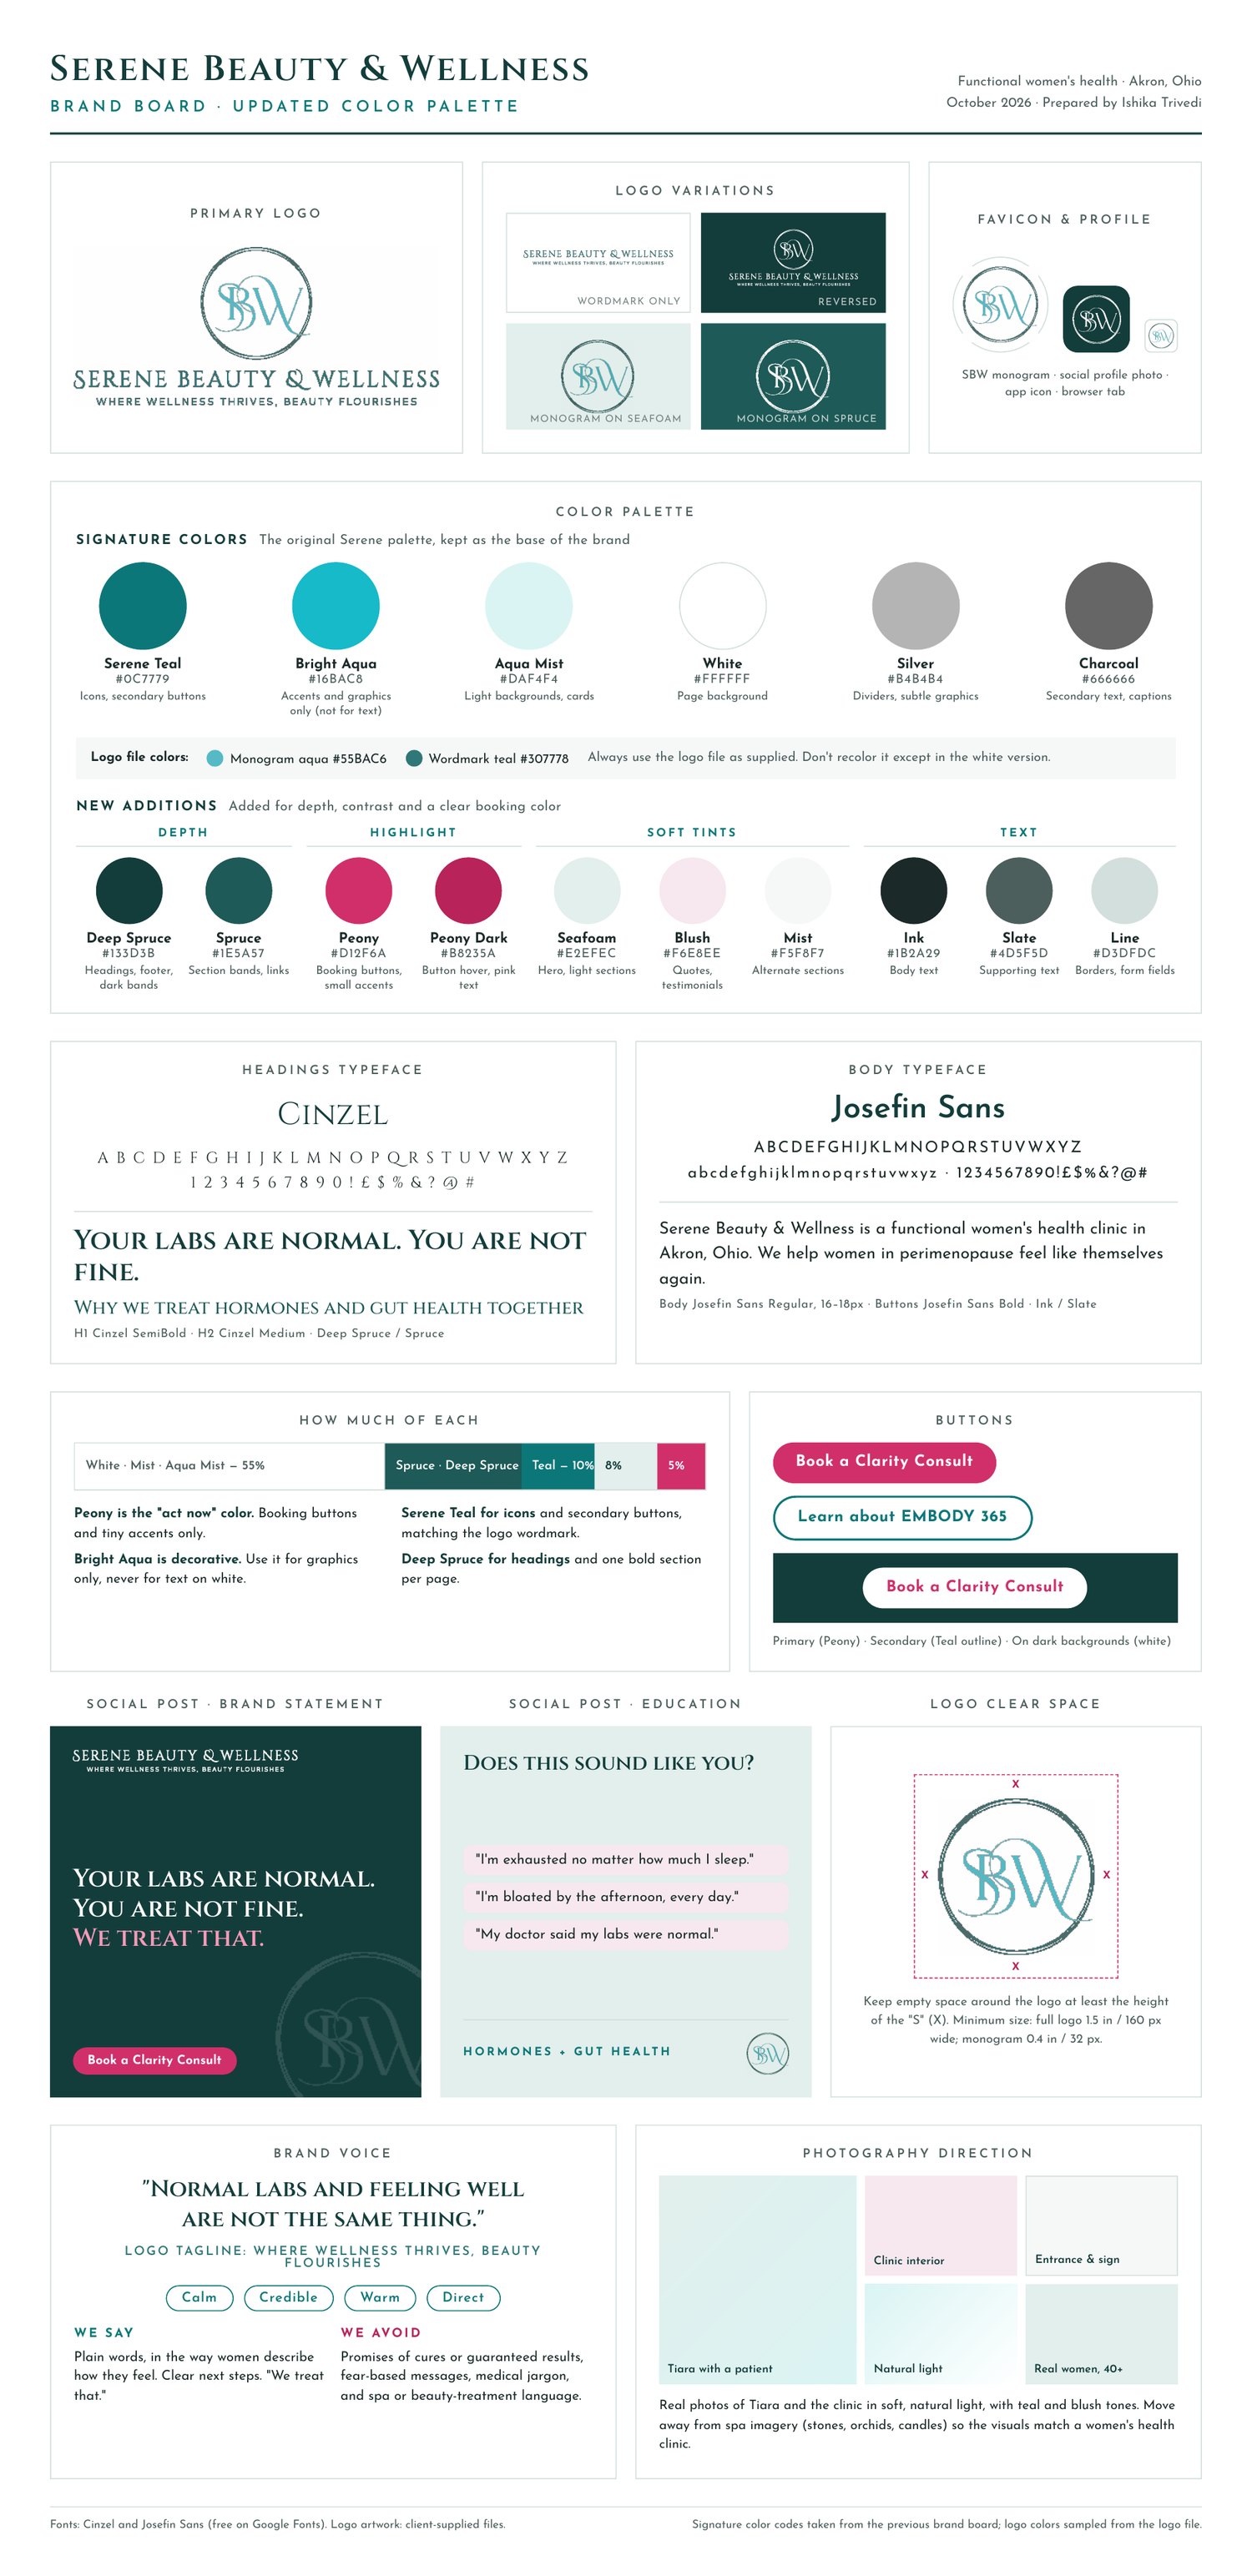 SERENE BEAUTY & WELLNESS
BRAND BOARD · UPDATED COLOR PALETTE
Functional women's health · Akron, Ohio
October 2026 · Prepared by Ishika Trivedi
PRIMARY LOGO
SBW
SERENE BEAUTY & WELLNESS
WHERE WELLNESS THRIVES, BEAUTY FLOURISHES
LOGO VARIATIONS
SERENE BEAUTY & WELLNESS
WHERE WELLNESS THRIVES, BEAUTY FLOURISHES
WORDMARK ONLY
SBW
SERENE BEAUTY & WELLNESS
WHERE WELLNESS THRIVES, BEAUTY FLOURISHES
REVERSED
SBW
MONOGRAM ON SEAFOAM
SBW
MONOGRAM ON SPRUCE
FAVICON & PROFILE
SBW
SBW
SBW
SBW monogram · social profile photo ·
app icon · browser tab
COLOR PALETTE
SIGNATURE COLORS The original Serene palette, kept as the base of the brand
Serene Teal
#0C7779
Icons, secondary buttons
Bright Aqua
#16BAC8
Accents and graphics
only (not for text)
Aqua Mist
#DAF4F4
Light backgrounds, cards
White
#FFFFFF
Page background
Silver
#B4B4B4
Dividers, subtle graphics
Charcoal
#666666
Secondary text, captions
Logo file colors: Monogram aqua #55BAC6 Wordmark teal #307778 Always use the logo file as supplied. Don't recolor it except in the white version.
NEW ADDITIONS Added for depth, contrast and a clear booking color
DEPTH
Deep Spruce
#133D3B
Headings, footer,
dark bands
Spruce
#1E5A57
Section bands, links
HIGHLIGHT
Peony
#D12F6A
Booking buttons,
small accents
Peony Dark
#B8235A
Button hover, pink
text
SOFT TINTS
Seafoam
#E2EFEC
Hero, light sections
Blush
#F6E8EE
Quotes,
testimonials
Mist
#F5F8F7
Alternate sections
TEXT
Ink
#1B2A29
Body text
Slate
#4D5F5D
Supporting text
Line
#D3DFDC
Borders, form fields
HEADINGS TYPEFACE
CINZEL
A B C D E F G H I J K L M N O P Q R S T U V W X Y Z
1 2 3 4 5 6 7 8 9 0 ! £ $ % & ? @ #
YOUR LABS ARE NORMAL. YOU ARE NOT
FINE.
WHY WE TREAT HORMONES AND GUT HEALTH TOGETHER
H1 Cinzel SemiBold · H2 Cinzel Medium · Deep Spruce / Spruce
BODY TYPEFACE
Josefin Sans
ABCDEFGHIJKLMNOPQRSTUVWXYZ
abcdefghijklmnopqrstuvwxyz · 1234567890!£$%&?@#
Serene Beauty & Wellness is a functional women's health clinic in
Akron, Ohio. We help women in perimenopause feel like themselves
again.
Body Josefin Sans Regular, 16–18px · Buttons Josefin Sans Bold · Ink / Slate
HOW MUCH OF EACH
White · Mist · Aqua Mist — 55%
Spruce · Deep Spruce
Teal — 10%
8%
5%
Peony is the "act now" color. Booking buttons
and tiny accents only.
Bright Aqua is decorative. Use it for graphics
only, never for text on white.
Serene Teal for icons and secondary buttons,
matching the logo wordmark.
Deep Spruce for headings and one bold section
per page.
BUTTONS
Book a Clarity Consult
Learn about EMBODY 365
Book a Clarity Consult
Primary (Peony) · Secondary (Teal outline) · On dark backgrounds (white)
SOCIAL POST · BRAND STATEMENT
SERENE BEAUTY & WELLNESS
WHERE WELLNESS THRIVES, BEAUTY FLOURISHES
YOUR LABS ARE NORMAL.
YOU ARE NOT FINE.
WE TREAT THAT.
Book a Clarity Consult
SBW
SOCIAL POST · EDUCATION
DOES THIS SOUND LIKE YOU?
"I'm exhausted no matter how much I sleep."
"I'm bloated by the afternoon, every day."
"My doctor said my labs were normal."
HORMONES + GUT HEALTH
SBW
LOGO CLEAR SPACE
X
X
SBW
X
X
Keep empty space around the logo at least the height
of the "S" (X). Minimum size: full logo 1.5 in / 160 px
wide; monogram 0.4 in / 32 px.
BRAND VOICE
"NORMAL LABS AND FEELING WELL
ARE NOT THE SAME THING."
LOGO TAGLINE: WHERE WELLNESS THRIVES, BEAUTY
FLOURISHES
Calm
Credible
Warm
Direct
WE SAY
Plain words, in the way women describe
how they feel. Clear next steps. "We treat
that."
WE AVOID
Promises of cures or guaranteed results,
fear-based messages, medical jargon,
and spa or beauty-treatment language.
PHOTOGRAPHY DIRECTION
Tiara with a patient
Clinic interior
Entrance & sign
Natural light
Real women, 40+
Real photos of Tiara and the clinic in soft, natural light, with teal and blush tones. Move
away from spa imagery (stones, orchids, candles) so the visuals match a women's health
clinic.
Fonts: Cinzel and Josefin Sans (free on Google Fonts). Logo artwork: client-supplied files.
Signature color codes taken from the previous brand board; logo colors sampled from the logo file.